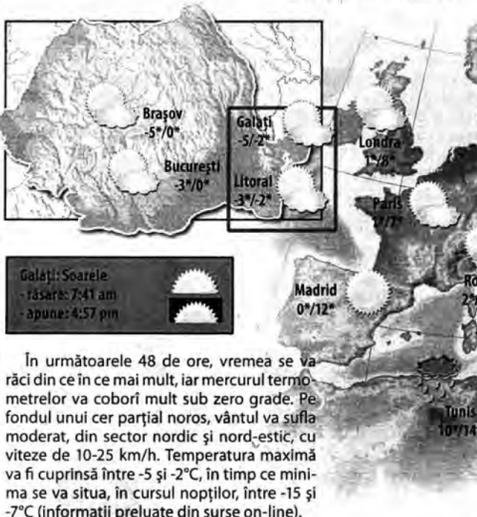 Brașov
-5°/0°
București
-3°/0°
Galați
-5/-2°
Litoral
-3°/-2°
Londra
1°/8°
Paris
Madrid
0°/12°
Tunis
10°/14
Galați: Soarele
- răsare: 7:41 am
- apune: 4:57 pm
În următoarele 48 de ore, vremea se va
răci din ce în ce mai mult, iar mercurul termo-
metrelor va coborî mult sub zero grade. Pe
fondul unui cer parțial noros, vântul va sufla
moderat, din sector nordic și nord-estic, cu
viteze de 10-25 km/h. Temperatura maximă
va fi cuprinsă între -5 și -2°C, în timp ce mini-
ma se va situa, în cursul nopților, între -15 și
-7°C (informații preluate din surse on-line).